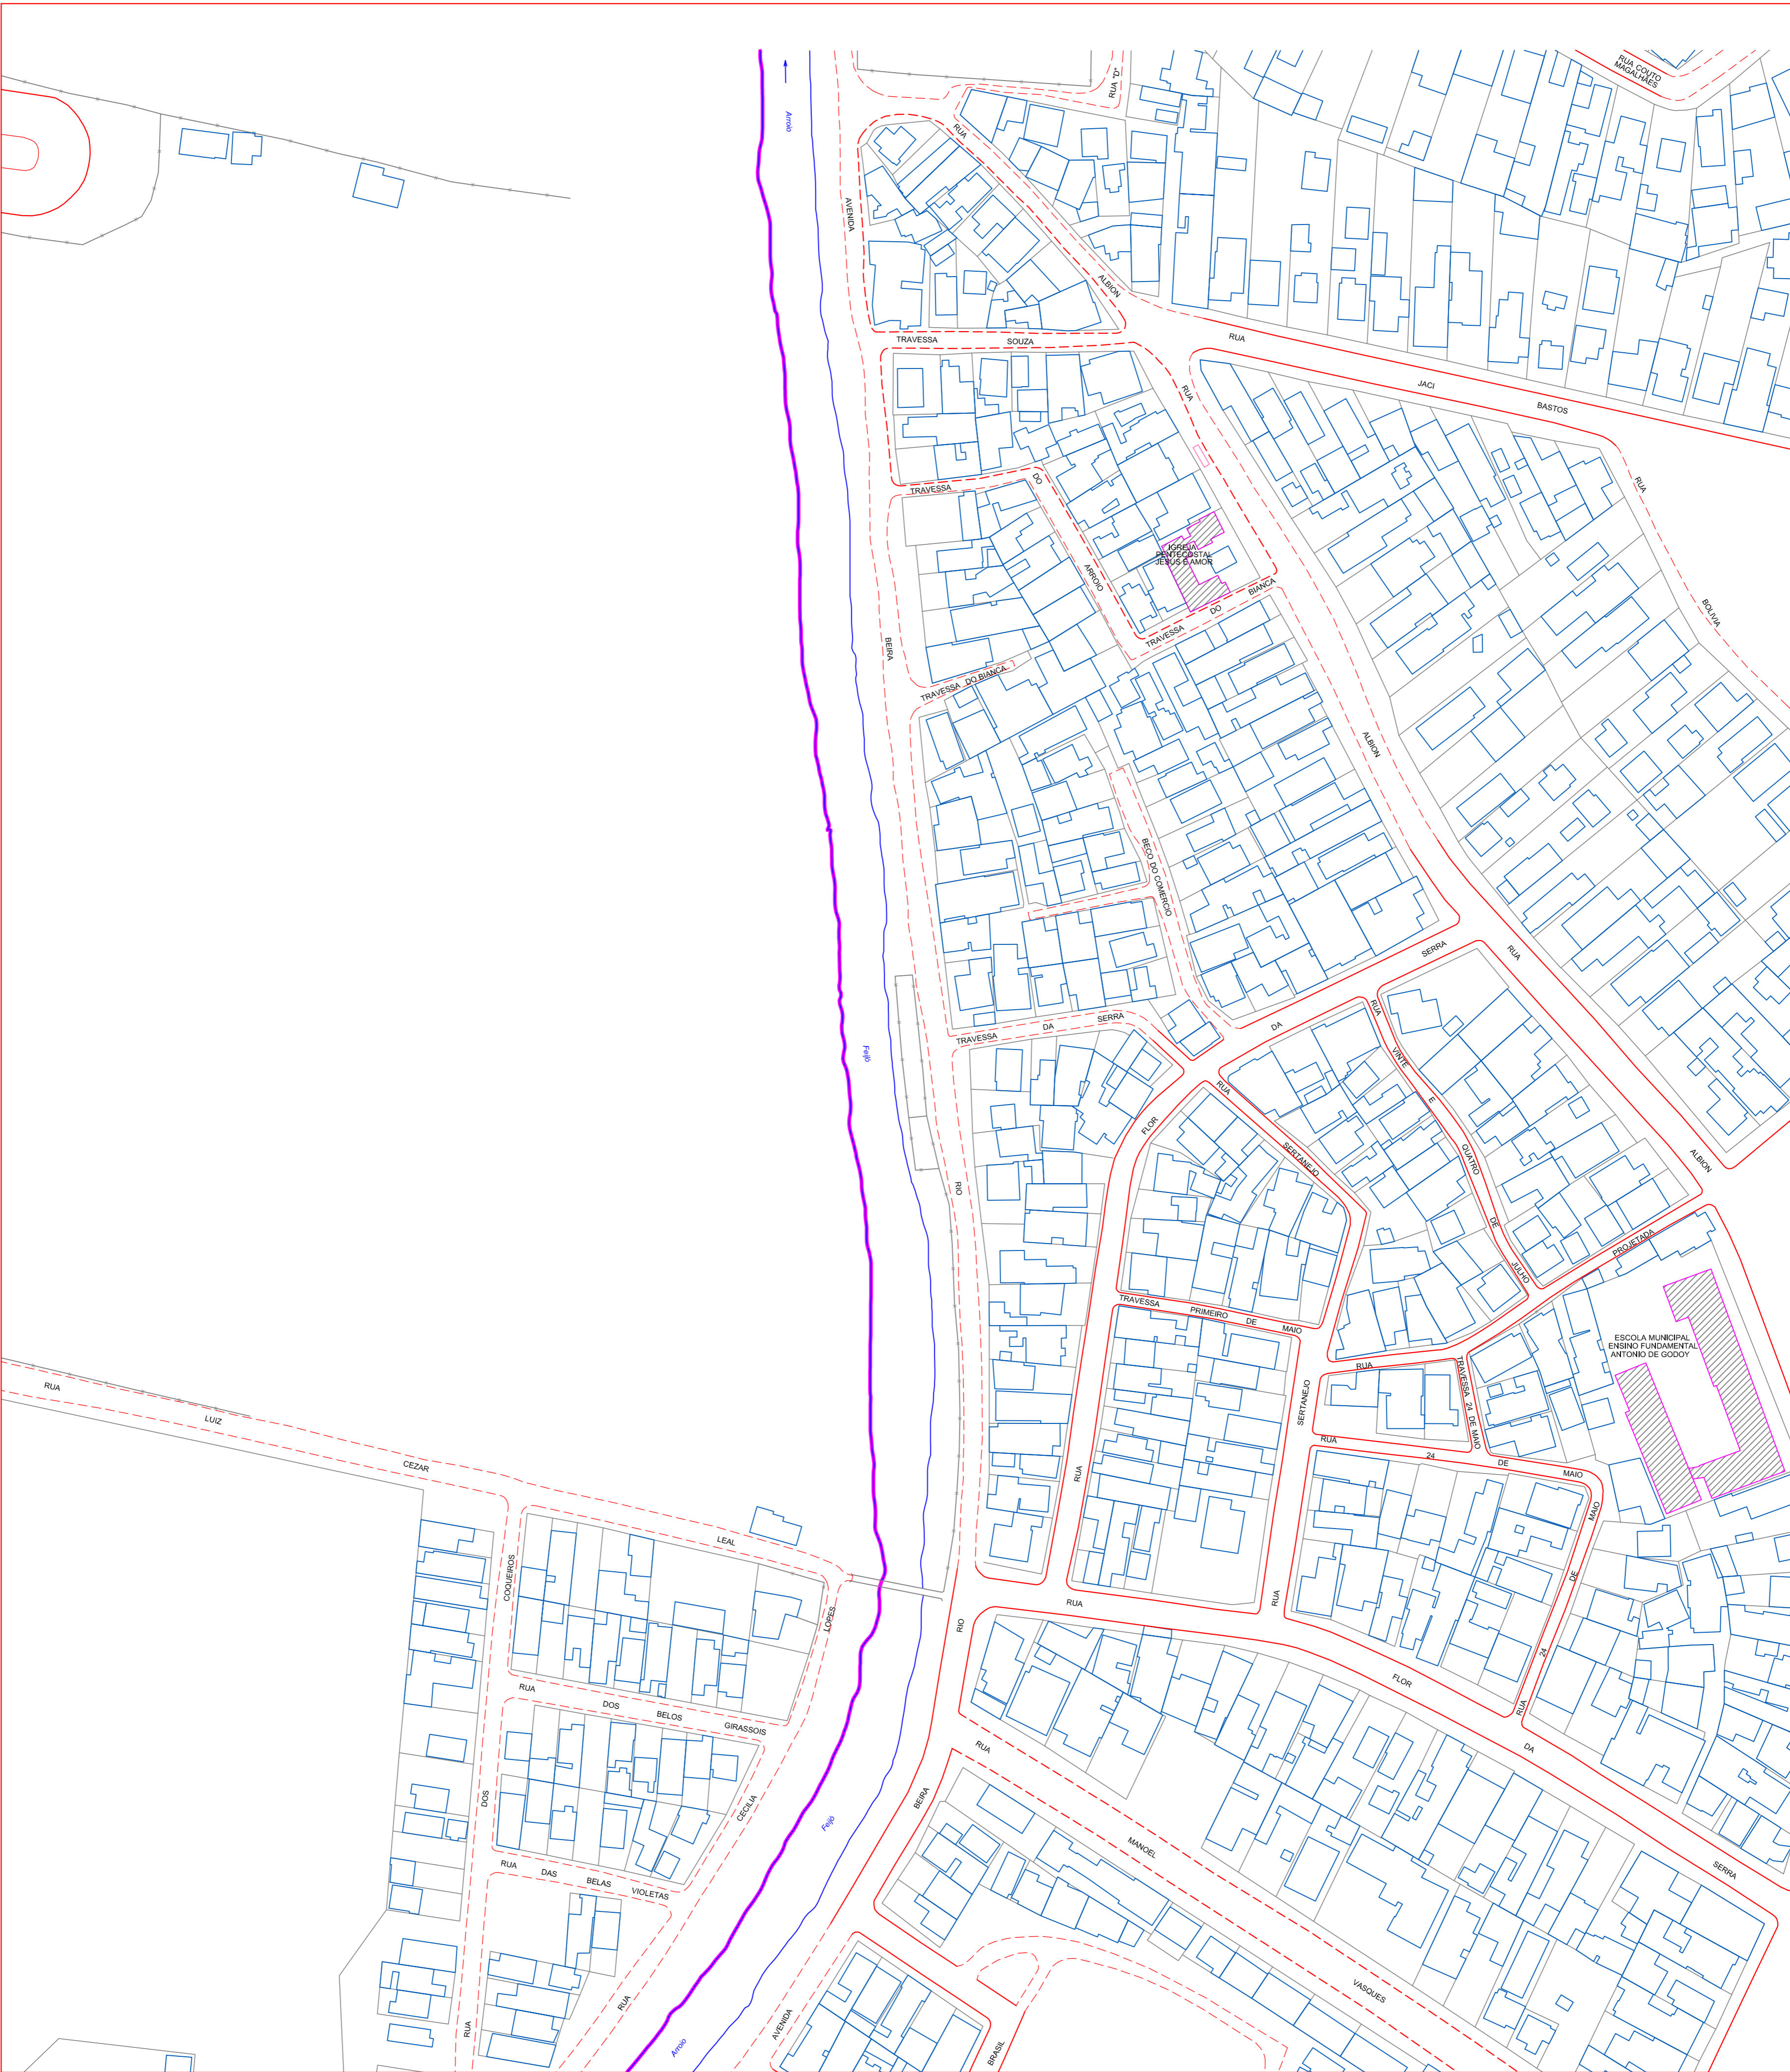 RUA COUTO
MAGALHÃES
RUA "D"
Arroio
RUA
AVENIDA
ALBION
TRAVESSA SOUZA
RUA
JACI
BASTOS
RUA
RUA
BOLIVIA
TRAVESSA DO
ARROIO
IGREJA
PENTECOSTAL
JESUS É AMOR
TRAVESSA DO BIANCA
BEIRA
TRAVESSA DO BIANCA
ALBION
BECO DO COMERCIO
SERRA
RUA
TRAVESSA DA SERRA
DA
RUA
VINTE
E
QUATRO
DE
JULHO
Feijó
FLOR
RUA
SERTANEJO
ALBION
RIO
PROJETADA
TRAVESSA PRIMEIRO DE MAIO
ESCOLA MUNICIPAL
ENSINO FUNDAMENTAL
ANTONIO DE GODOY
RUA
TRAVESSA 24 DE MAIO
SERTANEJO
RUA 24 DE MAIO
RUA
LUIZ
CEZAR
LEAL
LOPES
RUA
MAIO
DE
24
RUA
COQUEIROS
RUA
RUA
RIO
FLOR
DA
SERRA
RUA DOS BELOS GIRASSOIS
DOS
CECILIA
BEIRA
RUA
MANOEL
VASQUES
Feijó
RUA DAS BELAS VIOLETAS
RUA
RUA
Arroio
AVENIDA
BRASIL